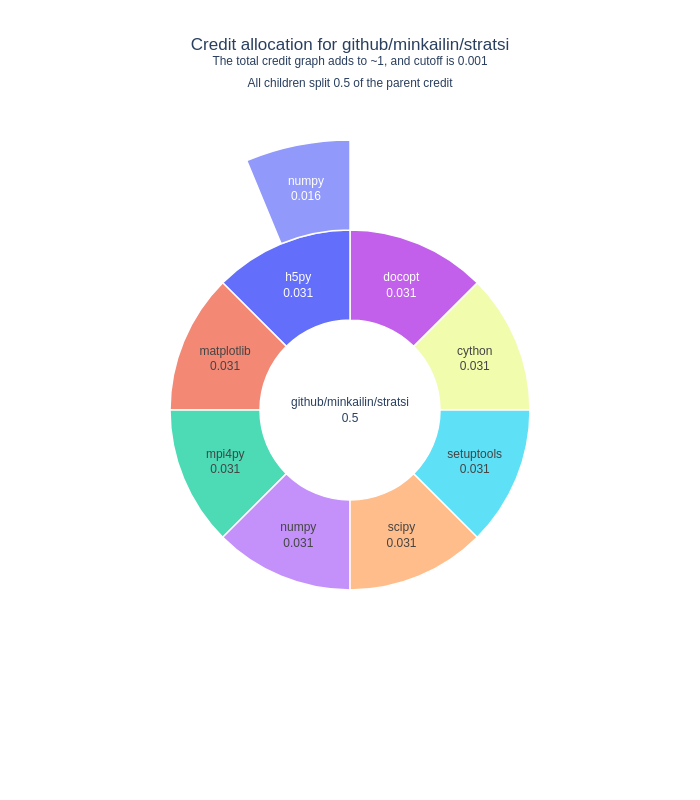 Credit allocation for github/minkailin/stratsi
The total credit graph adds to ~1, and cutoff is 0.001
All children split 0.5 of the parent credit
numpy
0.016
h5py
0.031
docopt
0.031
matplotlib
0.031
cython
0.031
github/minkailin/stratsi
0.5
mpi4py
0.031
setuptools
0.031
numpy
0.031
scipy
0.031